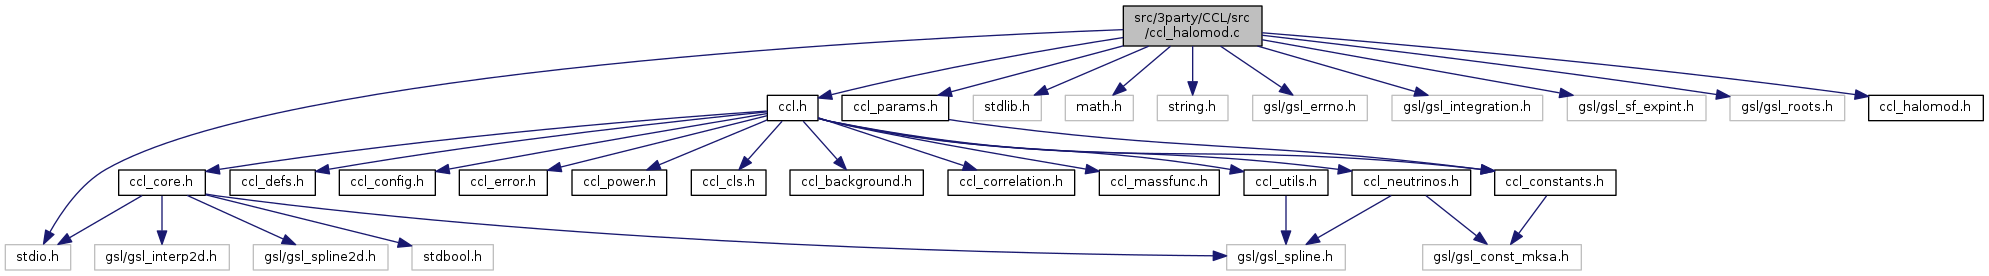 src/3party/CCL/src
/ccl_halomod.c
ccl.h
ccl_params.h
stdlib.h
math.h
string.h
gsl/gsl_errno.h
gsl/gsl_integration.h
gsl/gsl_sf_expint.h
gsl/gsl_roots.h
ccl_halomod.h
ccl_core.h
ccl_defs.h
ccl_config.h
ccl_error.h
ccl_power.h
ccl_cls.h
ccl_background.h
ccl_correlation.h
ccl_massfunc.h
ccl_utils.h
ccl_neutrinos.h
ccl_constants.h
stdio.h
gsl/gsl_interp2d.h
gsl/gsl_spline2d.h
stdbool.h
gsl/gsl_spline.h
gsl/gsl_const_mksa.h